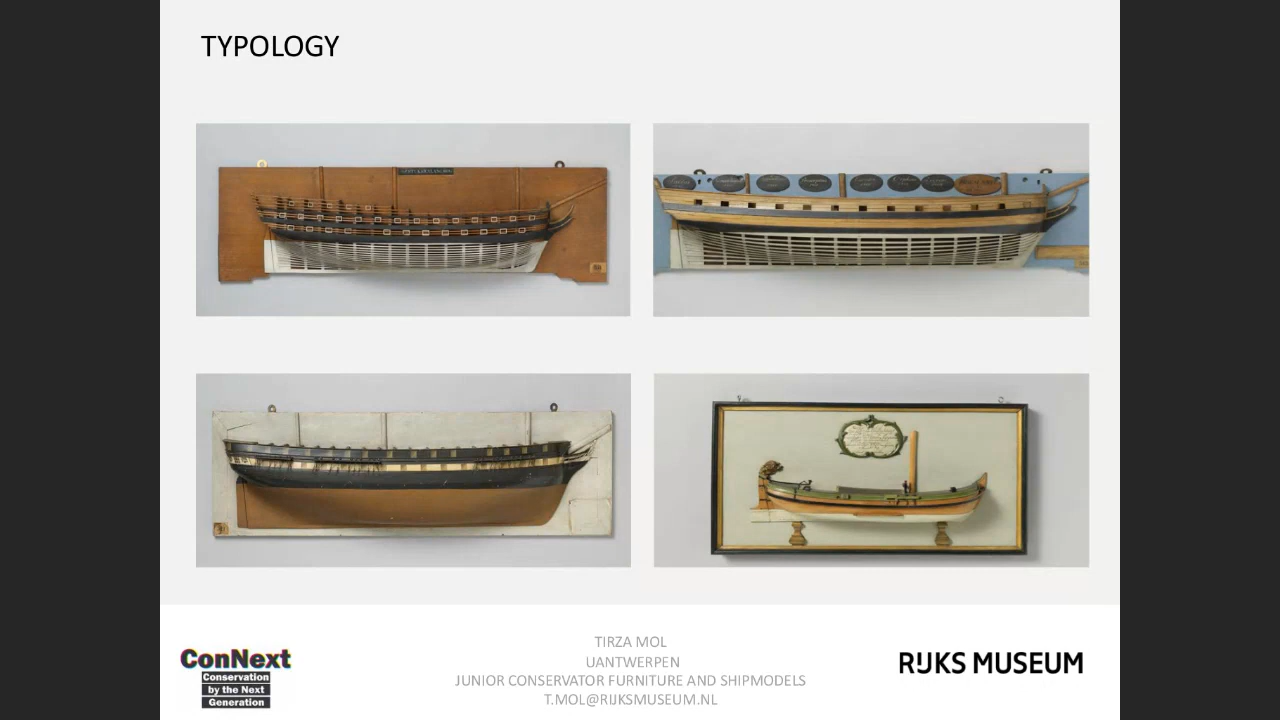 TYPOLOGY
TIRZA MOL
UANTWERPEN
JUNIOR CONSERVATOR FURNITURE AND SHIPMODELS
T.MOL@RIJKSMUSEUM.NL
ConNext
Conservation
by the Next
Generation
RIJKS MUSEUM